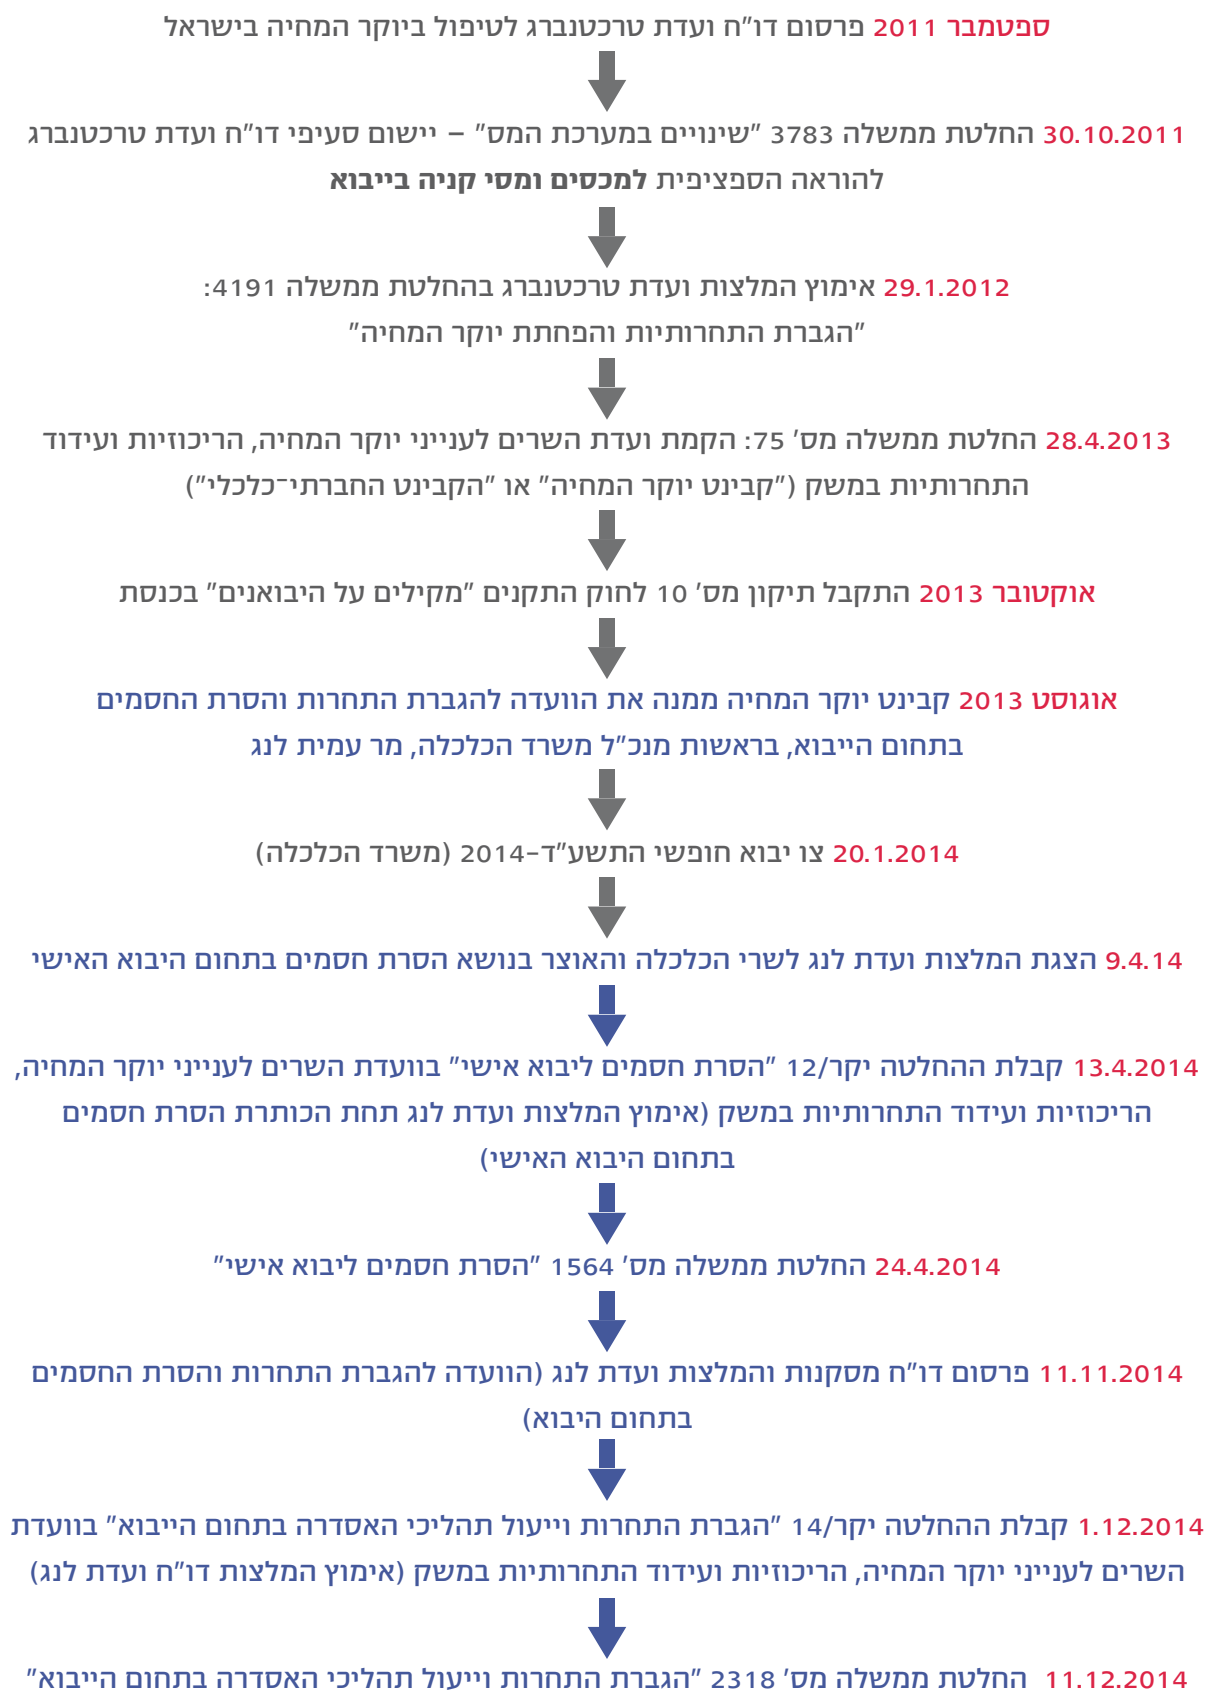 ספטמבר 2011 פרסום דו"ח ועדת טרכטנברג לטיפול ביוקר המחיה בישראל
30.10.2011 החלטת ממשלה 3783 "שינויים במערכת המס" – יישום סעיפי דו"ח ועדת טרכטנברג
להוראה הספציפית למכסים ומסי קניה בייבוא
29.1.2012 אימוץ המלצות ועדת טרכטנברג בהחלטת ממשלה 4191:
"הגברת התחרותיות והפחתת יוקר המחיה"
28.4.2013 החלטת ממשלה מס' 75: הקמת ועדת השרים לענייני יוקר המחיה, הריכוזיות ועידוד
התחרותיות במשק ("קבינט יוקר המחיה" או "הקבינט החברתי־כלכלי")
אוקטובר 2013 התקבל תיקון מס' 10 לחוק התקנים "מקילים על היבואנים" בכנסת
אוגוסט 2013 קבינט יוקר המחיה ממנה את הוועדה להגברת התחרות והסרת החסמים
בתחום הייבוא, בראשות מנכ"ל משרד הכלכלה, מר עמית לנג
20.1.2014 צו יבוא חופשי התשע"ד-2014 (משרד הכלכלה)
9.4.14 הצגת המלצות ועדת לנג לשרי הכלכלה והאוצר בנושא הסרת חסמים בתחום היבוא האישי
13.4.2014 קבלת ההחלטה יקר/12 "הסרת חסמים ליבוא אישי" בוועדת השרים לענייני יוקר המחיה,
הריכוזיות ועידוד התחרותיות במשק (אימוץ המלצות ועדת לנג תחת הכותרת הסרת חסמים
בתחום היבוא האישי)
24.4.2014 החלטת ממשלה מס' 1564 "הסרת חסמים ליבוא אישי"
11.11.2014 פרסום דו"ח מסקנות והמלצות ועדת לנג (הוועדה להגברת התחרות והסרת החסמים
בתחום היבוא)
1.12.2014 קבלת ההחלטה יקר/14 "הגברת התחרות וייעול תהליכי האסדרה בתחום הייבוא" בוועדת
השרים לענייני יוקר המחיה, הריכוזיות ועידוד התחרותיות במשק (אימוץ המלצות דו"ח ועדת לנג)
11.12.2014 החלטת ממשלה מס' 2318 "הגברת התחרות וייעול תהליכי האסדרה בתחום הייבוא"